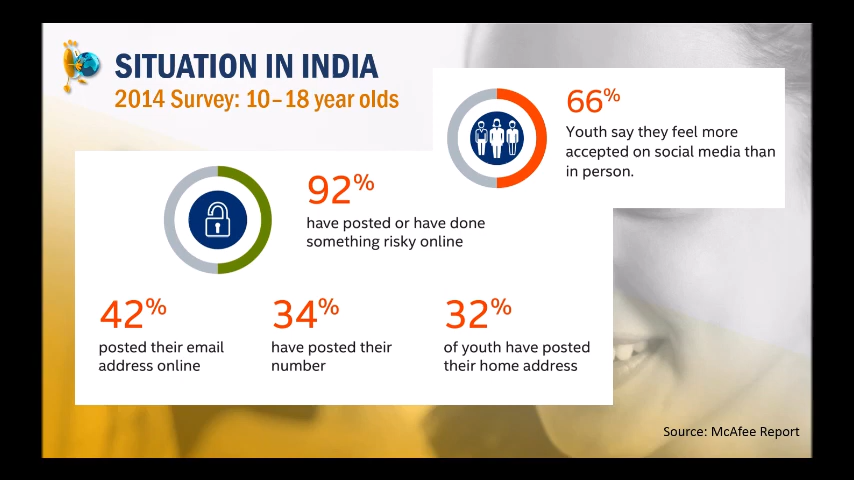 SITUATION IN INDIA
2014 Survey: 10–18 year olds
66%
Youth say they feel more
accepted on social media than
in person.
92%
have posted or have done
something risky online
42%
posted their email
address online
34%
have posted their
number
32%
of youth have posted
their home address
Source: McAfee Report